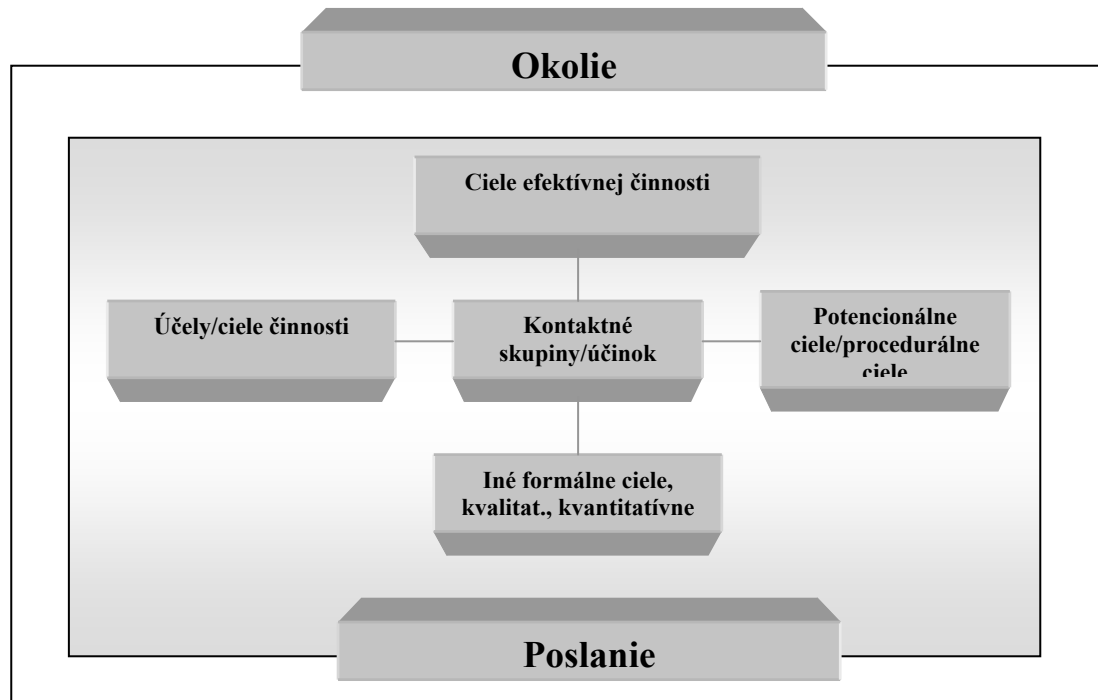 Okolie
Ciele efektívnej činnosti
Účely/ciele činnosti
Kontaktné
skupiny/účinok
Potencionálne
ciele/procedurálne
ciele
Iné formálne ciele,
kvalitat., kvantitatívne
Poslanie